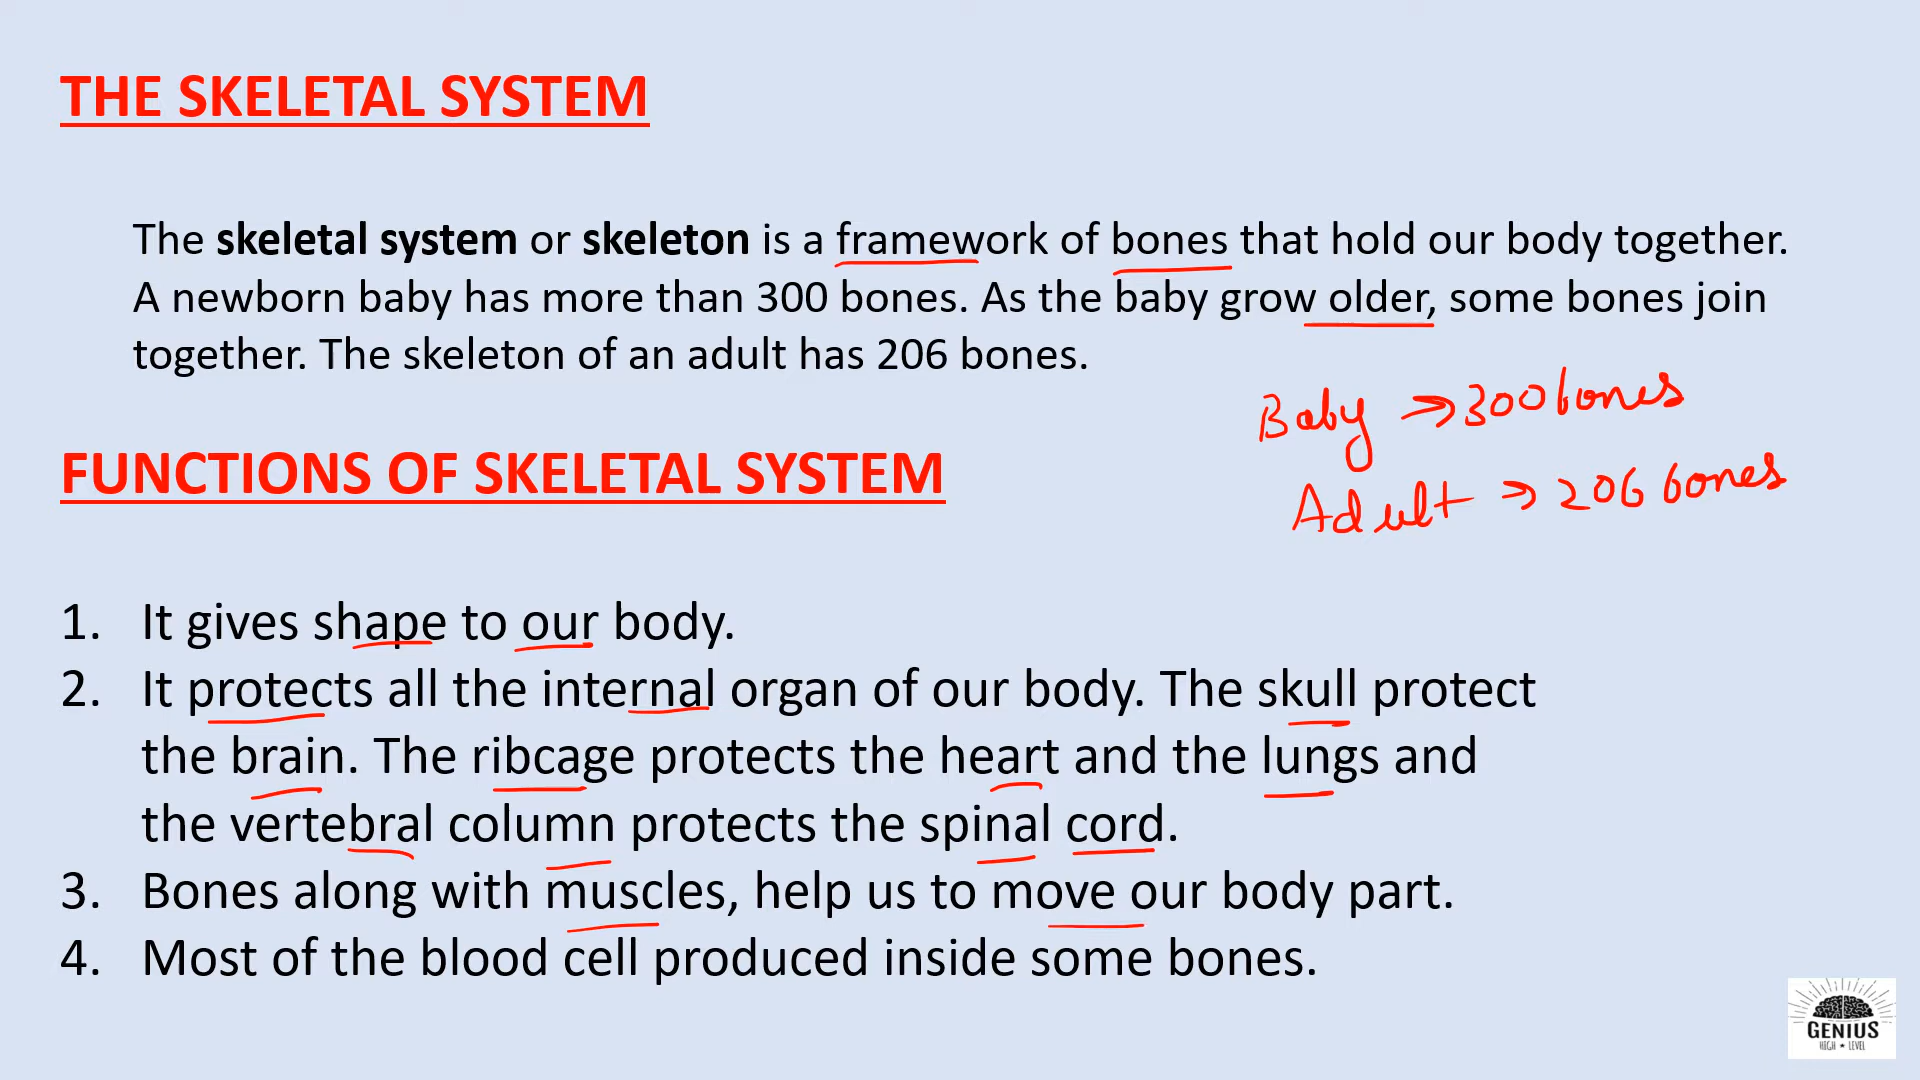 THE SKELETAL SYSTEM
The skeletal system or skeleton is a framework of bones that hold our body together.
A newborn baby has more than 300 bones. As the baby grow older, some bones join
together. The skeleton of an adult has 206 bones.
Baby → 300 bones
Adult → 206 bones
FUNCTIONS OF SKELETAL SYSTEM
1. It gives shape to our body.
2. It protects all the internal organ of our body. The skull protect
the brain. The ribcage protects the heart and the lungs and
the vertebral column protects the spinal cord.
3. Bones along with muscles, help us to move our body part.
4. Most of the blood cell produced inside some bones.
GENIUS
HIGH ★ LEVEL